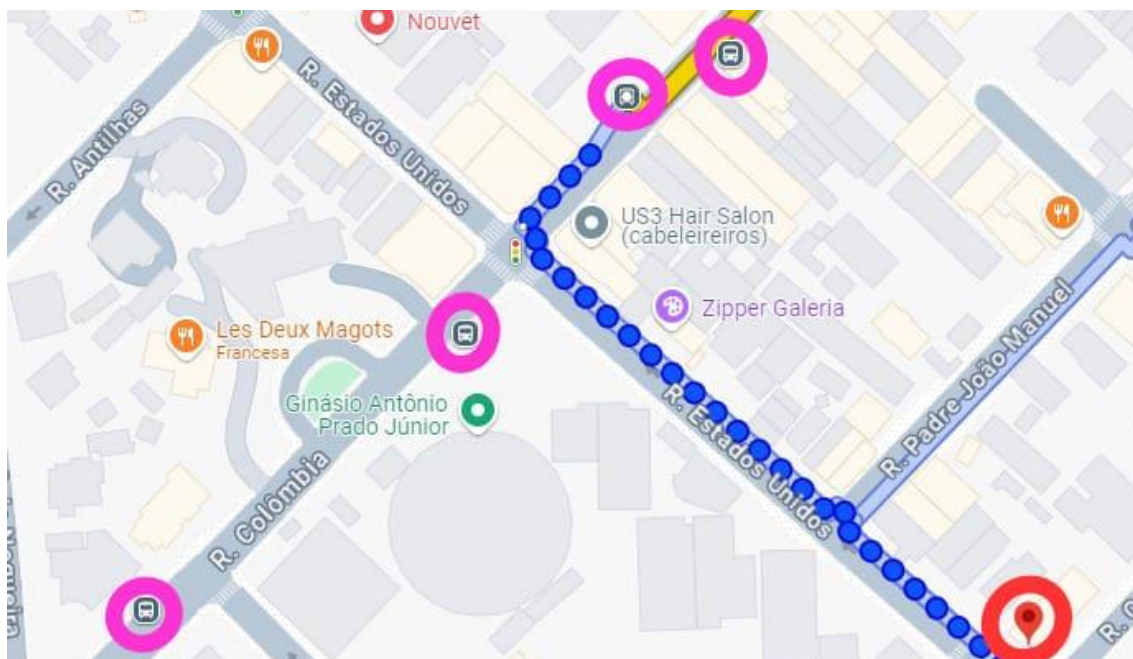 Nouvet
R. Antilhas
R. Estados Unidos
US3 Hair Salon
(cabeleireiros)
Zipper Galeria
Les Deux Magots
Francesa
Ginásio Antônio
Prado Júnior
R. Estados Unidos
R. Padre João Manuel
R. Colômbia